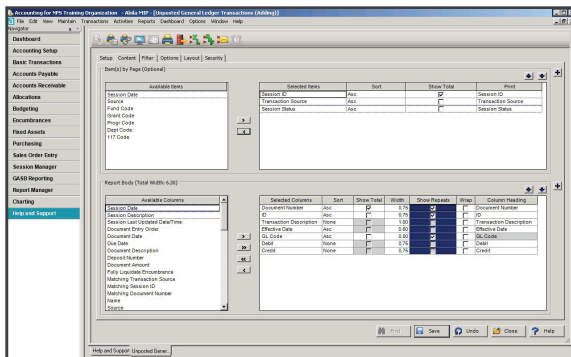 Accounting for NPS Training Organization - Abila MIP - [Unposted General Ledger Transactions (Adding)]
File Edit View Maintain Transactions Activities Reports Dashboard Options Window Help
Navigator
Dashboard
Accounting Setup
Basic Transactions
Accounts Payable
Accounts Receivable
Allocations
Budgeting
Encumbrances
Fixed Assets
Purchasing
Sales Order Entry
Session Manager
GASB Reporting
Report Manager
Charting
Help and Support
Setup Content Filter Options Layout Security
Item(s) by Page (Optional)
Available Items
Session Date
Source
Fund Code
Grant Code
Progr Code
Dept Code
117 Code
Selected Items Sort Show Total Print
Session ID Asc Session ID
Transaction Source Asc Transaction Source
Session Status Asc Session Status
Report Body (Total Width: 6.30)
Available Columns
Session Date
Session Description
Session Last Updated Date/Time
Document Entry Order
Document Date
Due Date
Document Description
Deposit Number
Document Amount
Fully Liquidate Encumbrance
Matching Transaction Source
Matching Session ID
Matching Document Number
Name
Source
Selected Columns Sort Show Total Width Show Repeats Wrap Column Heading
Document Number Asc 0.75 Document Number
ID Asc 0.75 ID
Transaction Description None 1.00 Transaction Description
Effective Date Asc 0.60 Effective Date
GL Code Asc 0.60 GL Code
Debit None 0.75 Debit
Credit None 0.75 Credit
Find Save Undo Close Help
Help and Support Unposted Gener...